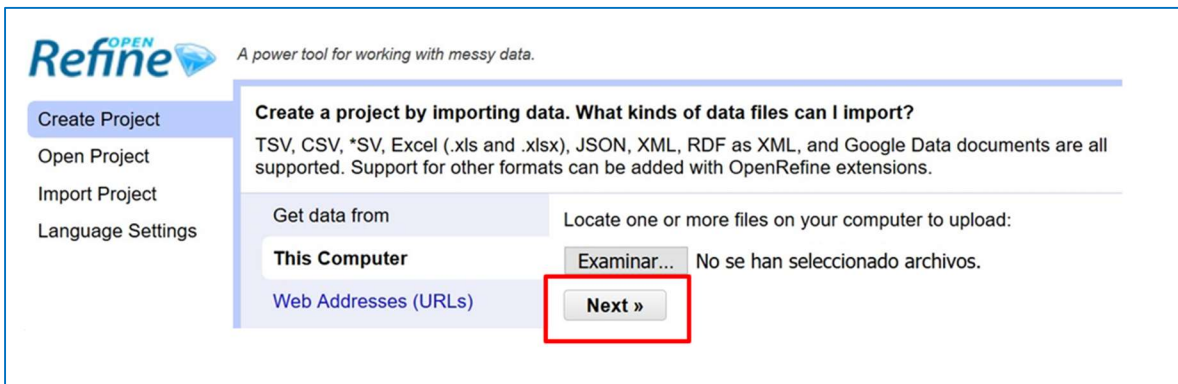 OPEN
Refine
A power tool for working with messy data.
Create Project
Open Project
Import Project
Language Settings
Create a project by importing data. What kinds of data files can I import?
TSV, CSV, *SV, Excel (.xls and .xlsx), JSON, XML, RDF as XML, and Google Data documents are all
supported. Support for other formats can be added with OpenRefine extensions.
Get data from
This Computer
Web Addresses (URLs)
Locate one or more files on your computer to upload:
Examinar... No se han seleccionado archivos.
Next »